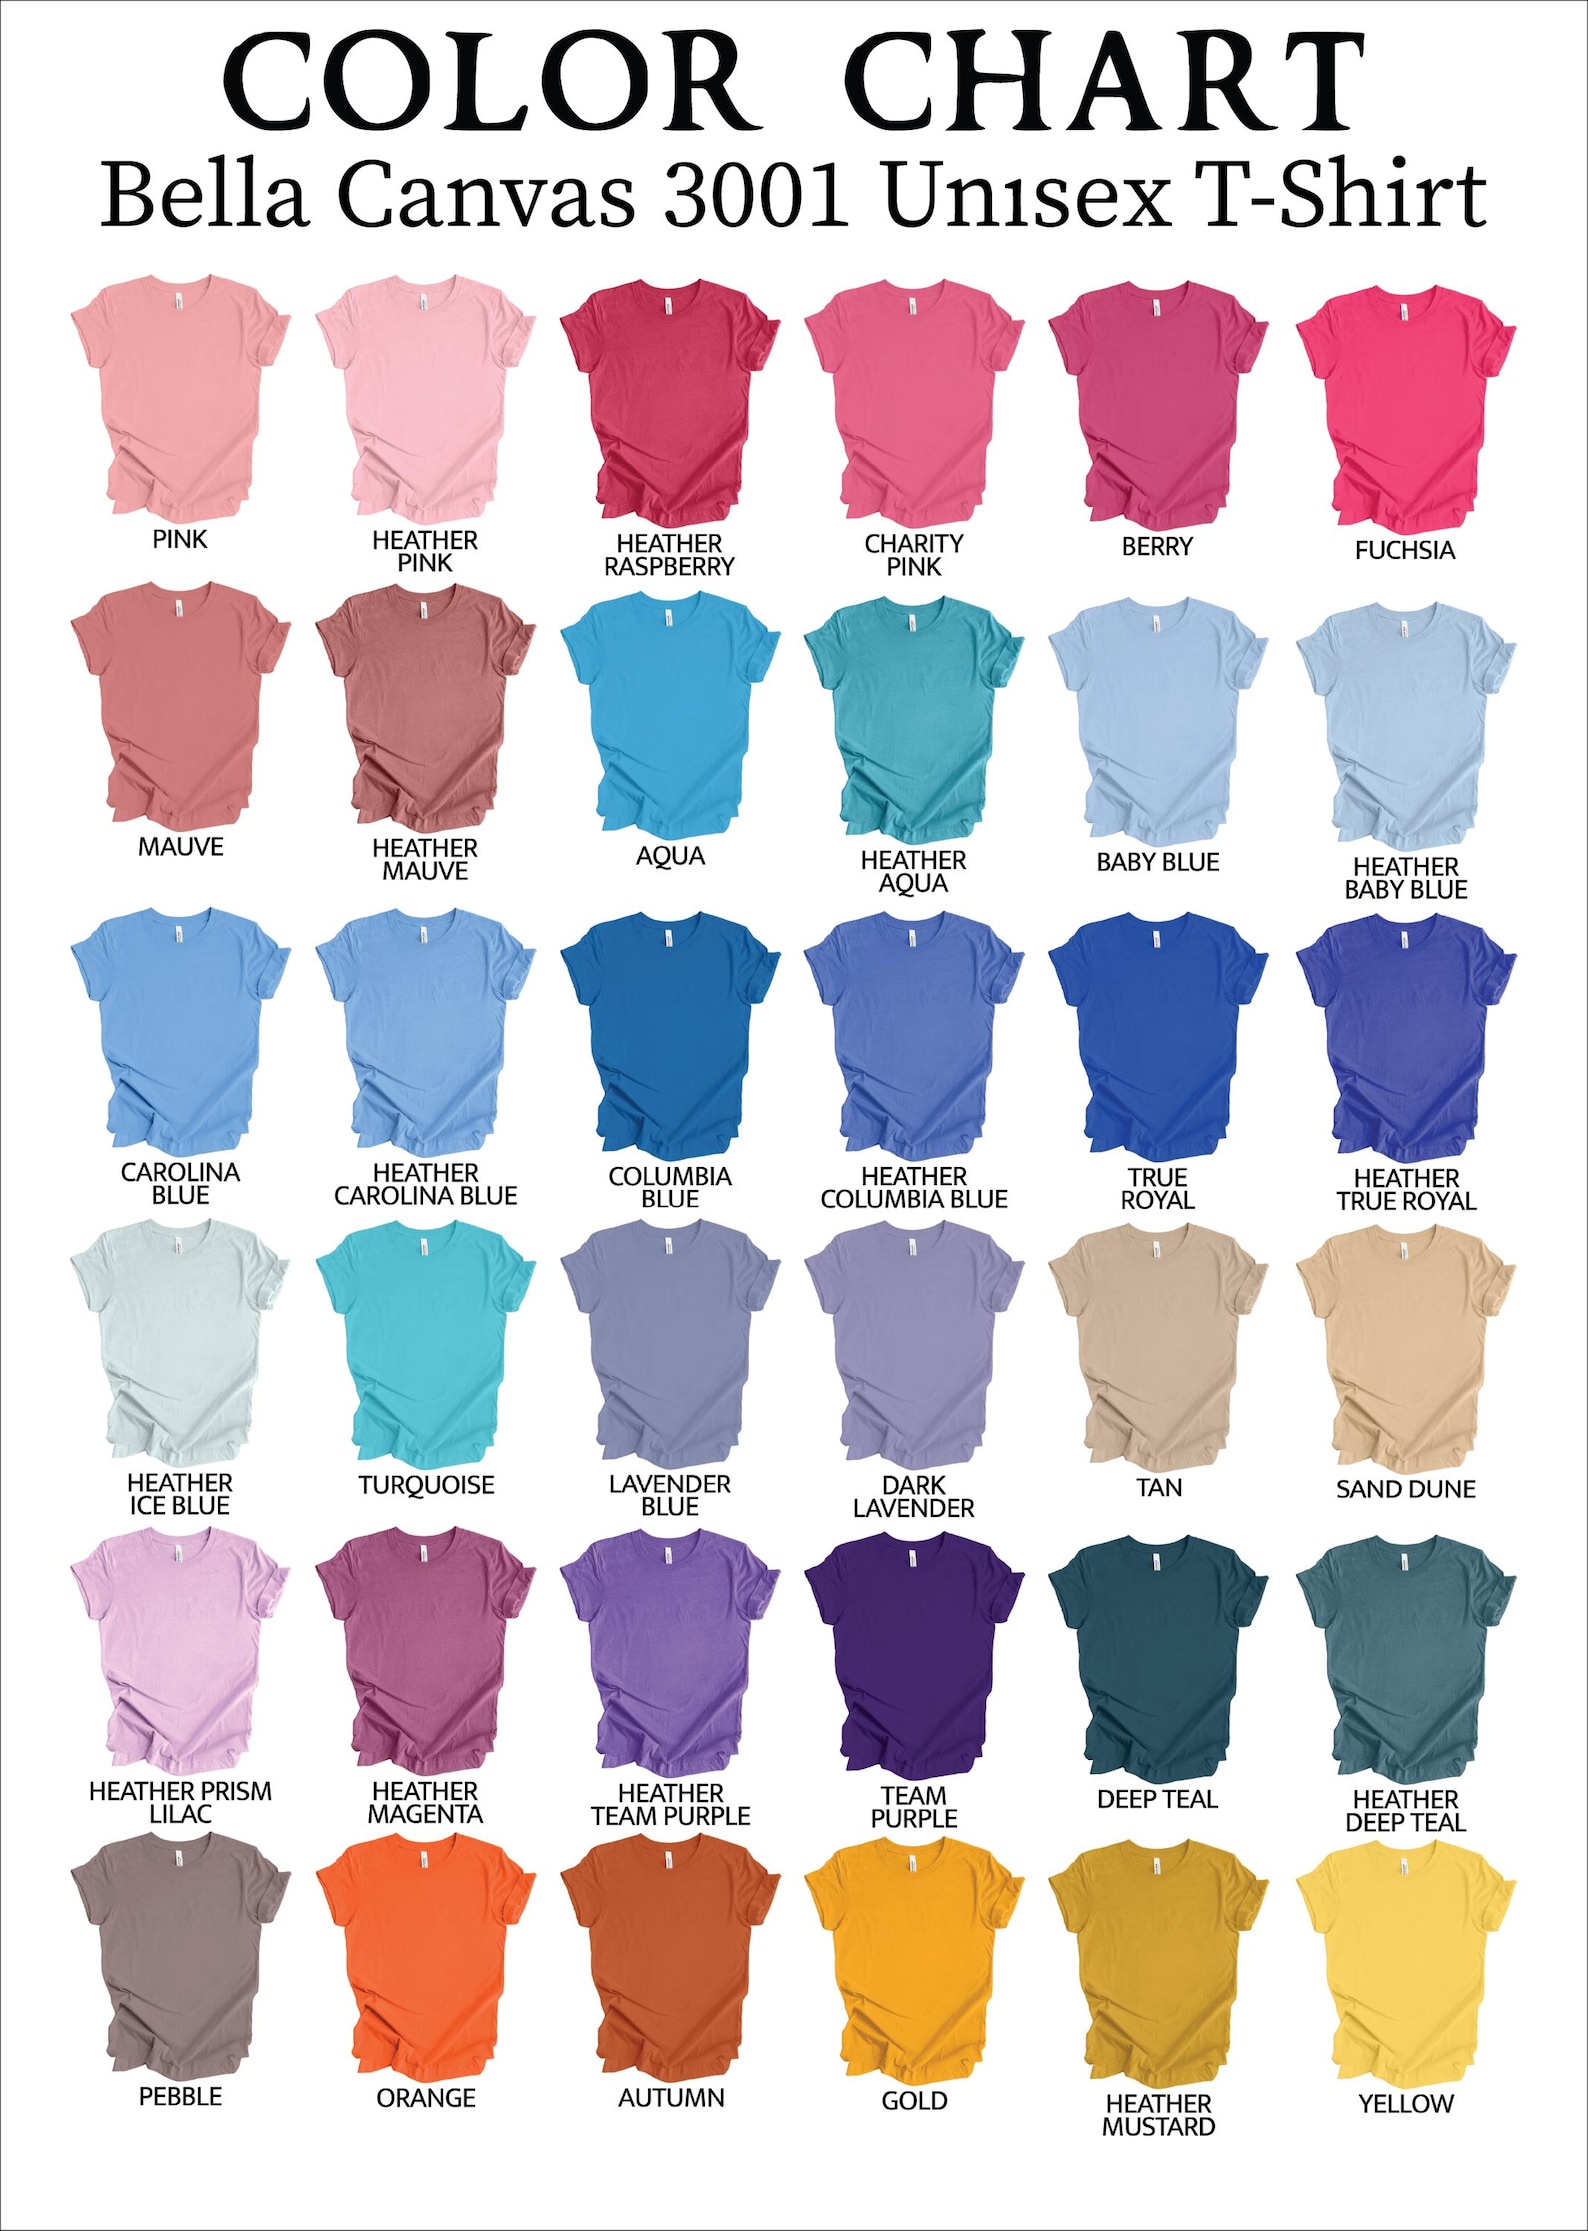 COLOR CHART
Bella Canvas 3001 Unisex T-Shirt
PINK
HEATHER
PINK
HEATHER
RASPBERRY
CHARITY
PINK
BERRY
FUCHSIA
MAUVE
HEATHER
MAUVE
AQUA
HEATHER
AQUA
BABY BLUE
HEATHER
BABY BLUE
CAROLINA
BLUE
HEATHER
CAROLINA BLUE
COLUMBIA
BLUE
HEATHER
COLUMBIA BLUE
TRUE
ROYAL
HEATHER
TRUE ROYAL
HEATHER
ICE BLUE
TURQUOISE
LAVENDER
BLUE
DARK
LAVENDER
TAN
SAND DUNE
HEATHER PRISM
LILAC
HEATHER
MAGENTA
HEATHER
TEAM PURPLE
TEAM
PURPLE
DEEP TEAL
HEATHER
DEEP TEAL
PEBBLE
ORANGE
AUTUMN
GOLD
HEATHER
MUSTARD
YELLOW